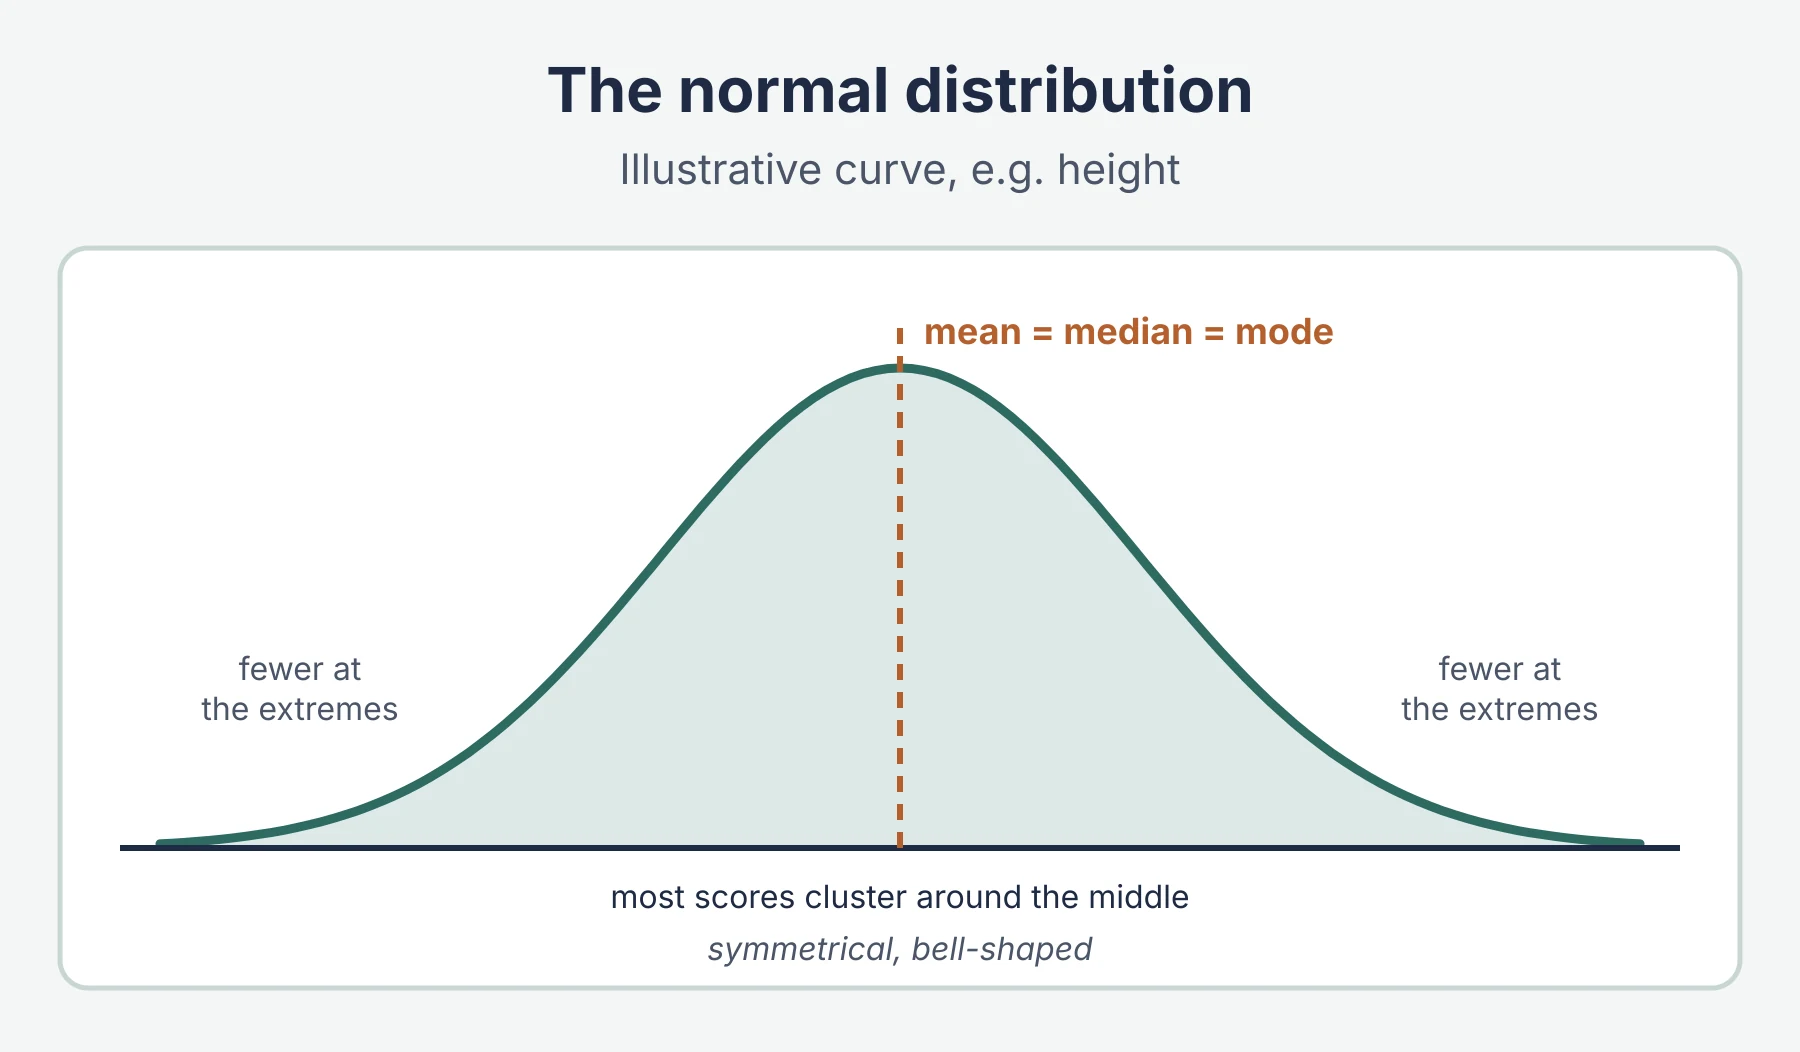 The normal distribution
Illustrative curve, e.g. height
mean = median = mode
fewer at
the extremes
fewer at
the extremes
most scores cluster around the middle
symmetrical, bell-shaped